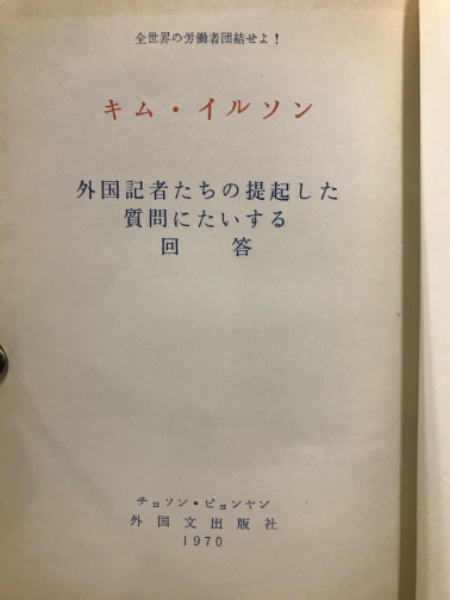 全世界の労働者団結せよ!
キム・イルソン
外国記者たちの提起した
質問にたいする
回 答
チョソン・ピョンヤン
外国文出版社
1970